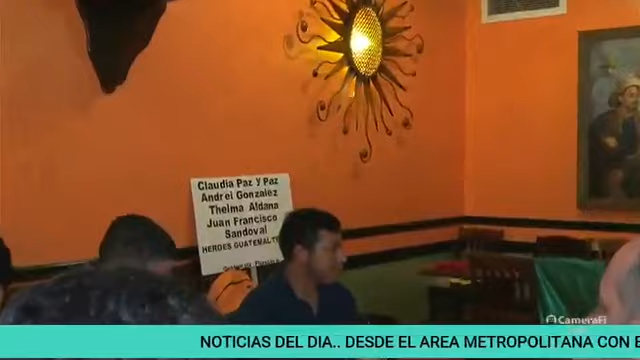 Claudia Paz y Paz
Andrei Gonzalez
Thelma Aldana
Juan Francisco
Sandoval
HEROES GUATEMALT
CameraFi
NOTICIAS DEL DIA.. DESDE EL AREA METROPOLITANA CON